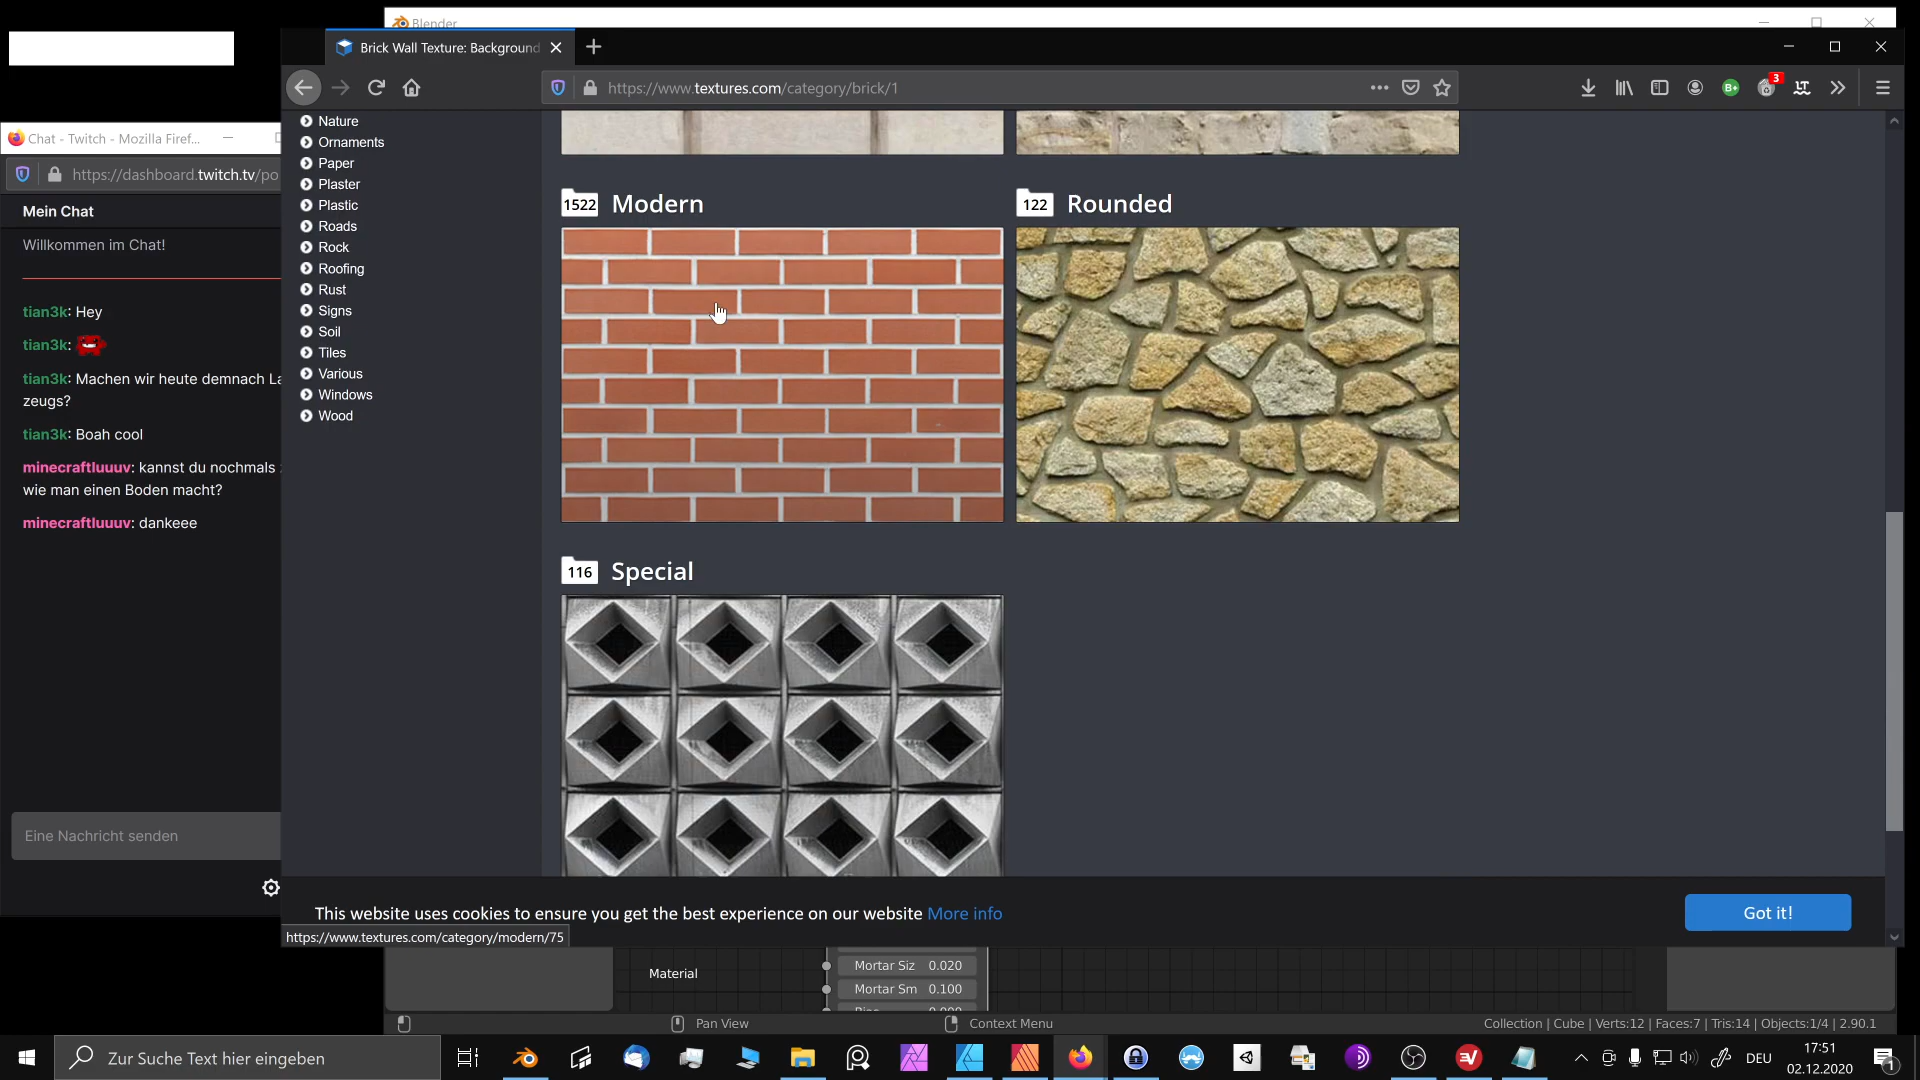 Blender
Brick Wall Texture: Background
https://www.textures.com/category/brick/1
3
Chat - Twitch - Mozilla Firef...
https://dashboard.twitch.tv/po
Mein Chat
Willkommen im Chat!
tian3k: Hey
tian3k:
tian3k: Machen wir heute demnach La
zeugs?
tian3k: Boah cool
minecraftluuuv: kannst du nochmals
wie man einen Boden macht?
minecraftluuuv: dankeee
Eine Nachricht senden
Nature
Ornaments
Paper
Plaster
Plastic
Roads
Rock
Roofing
Rust
Signs
Soil
Tiles
Various
Windows
Wood
1522 Modern
122 Rounded
116 Special
This website uses cookies to ensure you get the best experience on our website More info
Got it!
https://www.textures.com/category/modern/75
Material
Mortar Siz 0.020
Mortar Sm 0.100
Pan View
Context Menu
Collection | Cube | Verts:12 | Faces:7 | Tris:14 | Objects:1/4 | 2.90.1
Zur Suche Text hier eingeben
DEU
17:51
02.12.2020
1